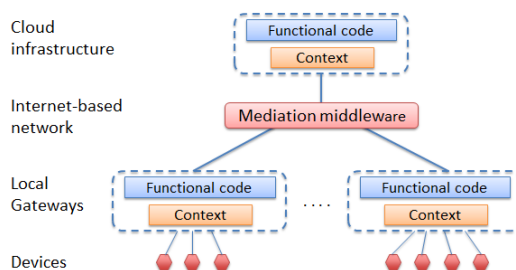 Cloud
infrastructure
Functional code
Context
Internet-based
network
Mediation middleware
Local
Gateways
Functional code
Context
....
Functional code
Context
Devices